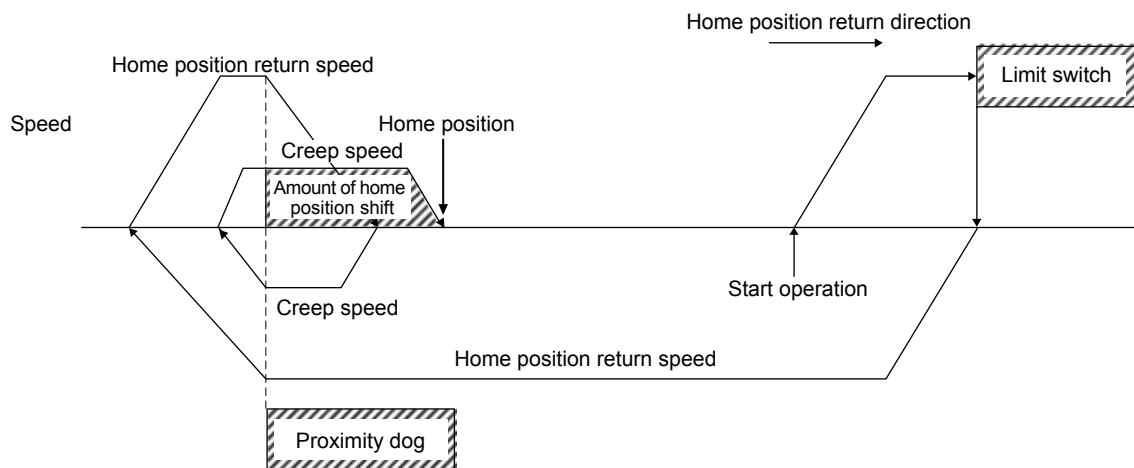 Home position return direction
Home position return speed
Limit switch
Speed
Home position
Creep speed
Amount of home
position shift
Start operation
Creep speed
Home position return speed
Proximity dog